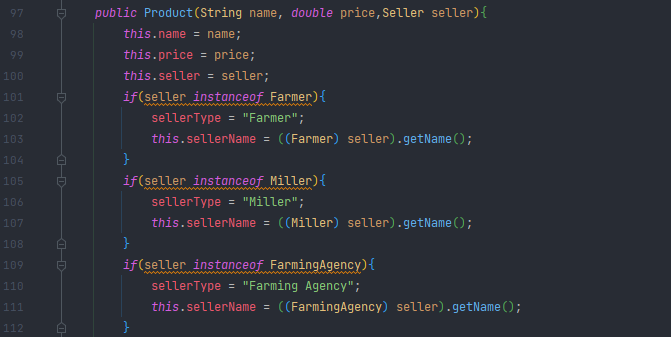 97 public Product(String name, double price,Seller seller){
98 this.name = name;
99 this.price = price;
100 this.seller = seller;
101 if(seller instanceof Farmer){
102 sellerType = "Farmer";
103 this.sellerName = ((Farmer) seller).getName();
104 }
105 if(seller instanceof Miller){
106 sellerType = "Miller";
107 this.sellerName = ((Miller) seller).getName();
108 }
109 if(seller instanceof FarmingAgency){
110 sellerType = "Farming Agency";
111 this.sellerName = ((FarmingAgency) seller).getName();
112 }